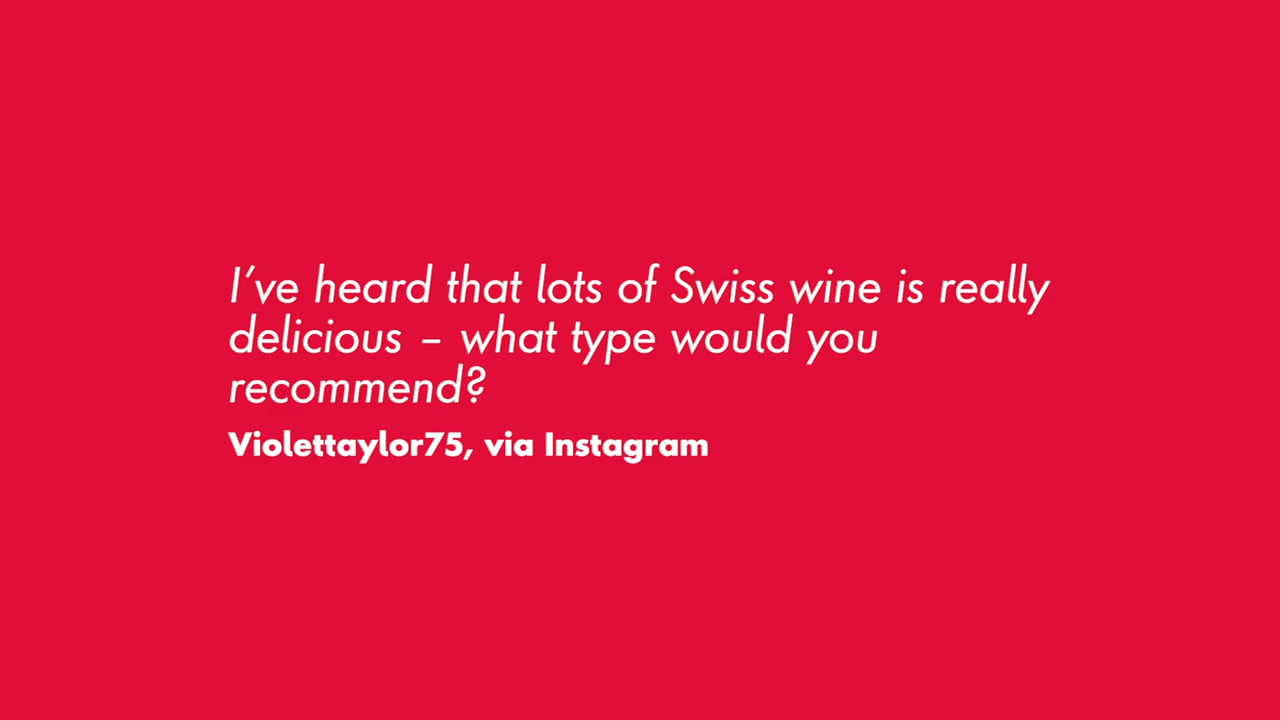 I’ve heard that lots of Swiss wine is really
delicious – what type would you
recommend?
Violettaylor75, via Instagram